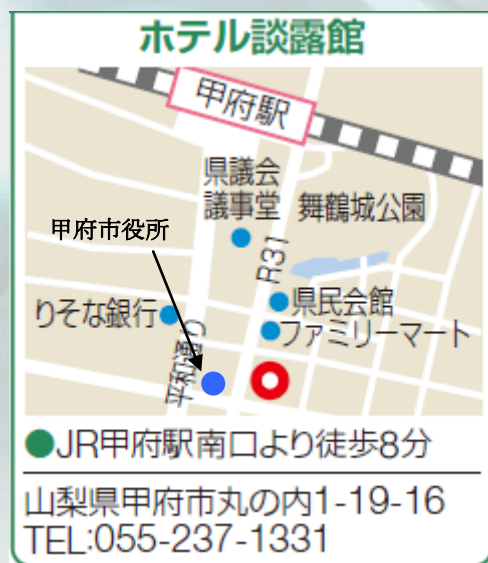 ホテル談露館
甲府駅
県議会
議事堂
舞鶴城公園
甲府市役所
R31
りそな銀行
県民会館
ファミリーマート
平和通り
●JR甲府駅南口より徒歩8分
山梨県甲府市丸の内1-19-16
TEL:055-237-1331